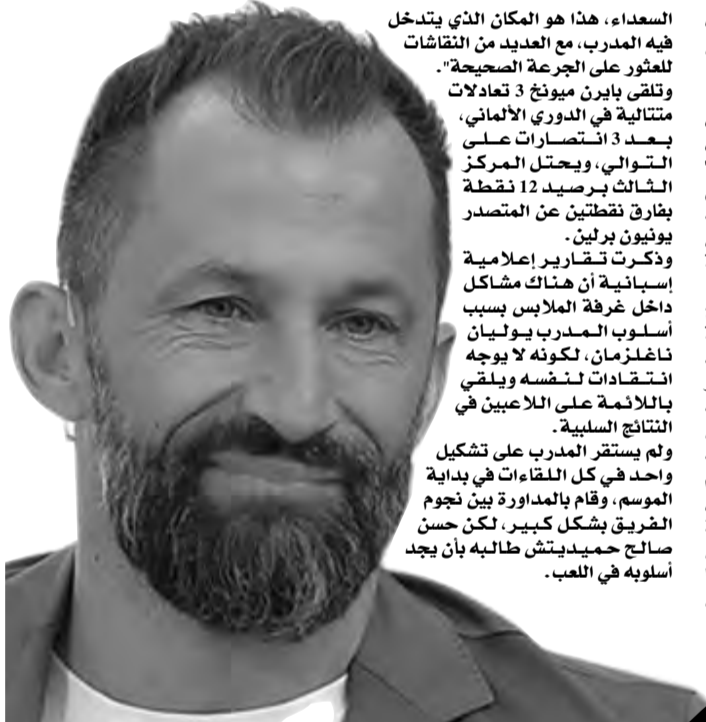 السعداء، هذا هو المكان الذي يتدخل
فيه المدرب، مع العديد من النقاشات
للعثور على الجرعة الصحيحة".
وتلقى بايرن ميونخ 3 تعادلات
متتالية في الدوري الألماني،
بعد 3 انتصارات على
التوالي، ويحتل المركز
الثالث برصيد 12 نقطة
بفارق نقطتين عن المتصدر
يونيون برلين.
وذكرت تقارير إعلامية
إسبانية أن هناك مشاكل
داخل غرفة الملابس بسبب
أسلوب المدرب يوليان
ناغلزمان، لكونه لا يوجه
انتقادات لنفسه ويلقي
باللائمة على اللاعبين في
النتائج السلبية.
ولم يستقر المدرب على تشكيل
واحد في كل اللقاءات في بداية
الموسم، وقام بالمداورة بين نجوم
الفريق بشكل كبير، لكن حسن
صالح حميديتش طالبه بأن يجد
أسلوبه في اللعب.